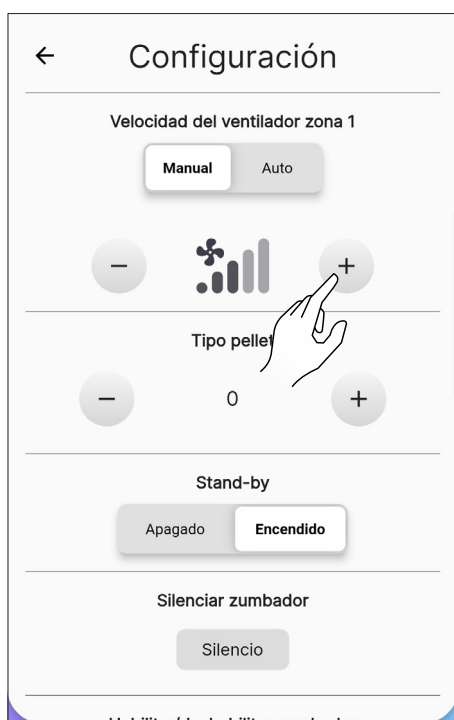 Configuración
Velocidad del ventilador zona 1
Manual Auto
Tipo pellet
0
Stand-by
Apagado Encendido
Silenciar zumbador
Silencio